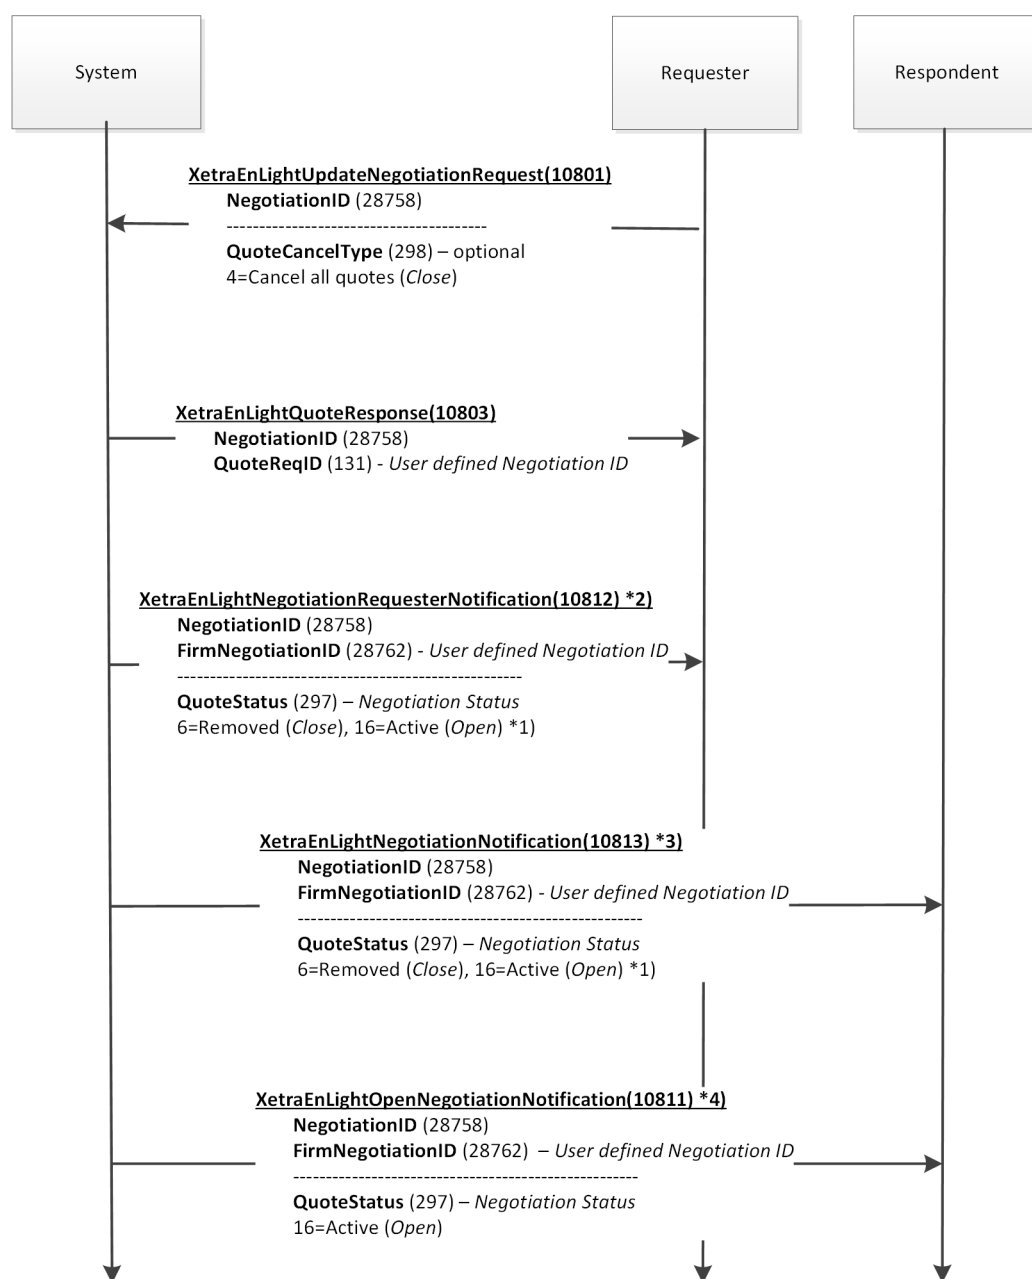 System
Requester
Respondent
XetraEnLightUpdateNegotiationRequest(10801)
NegotiationID (28758)
----------------------------------------
QuoteCancelType (298) – optional
4=Cancel all quotes (Close)
XetraEnLightQuoteResponse(10803)
NegotiationID (28758)
QuoteReqID (131) - User defined Negotiation ID
XetraEnLightNegotiationRequesterNotification(10812) *2)
NegotiationID (28758)
FirmNegotiationID (28762) - User defined Negotiation ID
-----------------------------------------------------
QuoteStatus (297) – Negotiation Status
6=Removed (Close), 16=Active (Open) *1)
XetraEnLightNegotiationNotification(10813) *3)
NegotiationID (28758)
FirmNegotiationID (28762) - User defined Negotiation ID
-----------------------------------------------------
QuoteStatus (297) – Negotiation Status
6=Removed (Close), 16=Active (Open) *1)
XetraEnLightOpenNegotiationNotification(10811) *4)
NegotiationID (28758)
FirmNegotiationID (28762) – User defined Negotiation ID
-----------------------------------------------------
QuoteStatus (297) – Negotiation Status
16=Active (Open)